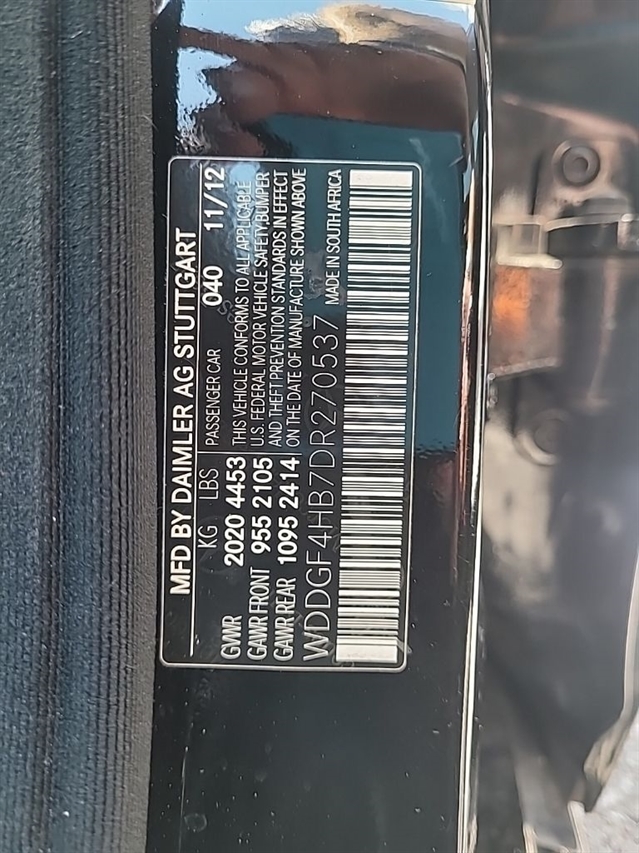 MFD BY DAIMLER AG STUTTGART
KG LBS PASSENGER CAR 040 11/12
GWR 2020 4453 THIS VEHICLE CONFORMS TO ALL APPLICABLE
GAWR FRONT 955 2105 U.S. FEDERAL MOTOR VEHICLE SAFETY,BUMPER
GAWR REAR 1095 2414 AND THEFT PREVENTION STANDARDS IN EFFECT
ON THE DATE OF MANUFACTURE SHOWN ABOVE
WDDGF4HB7DR270537 MADE IN SOUTH AFRICA